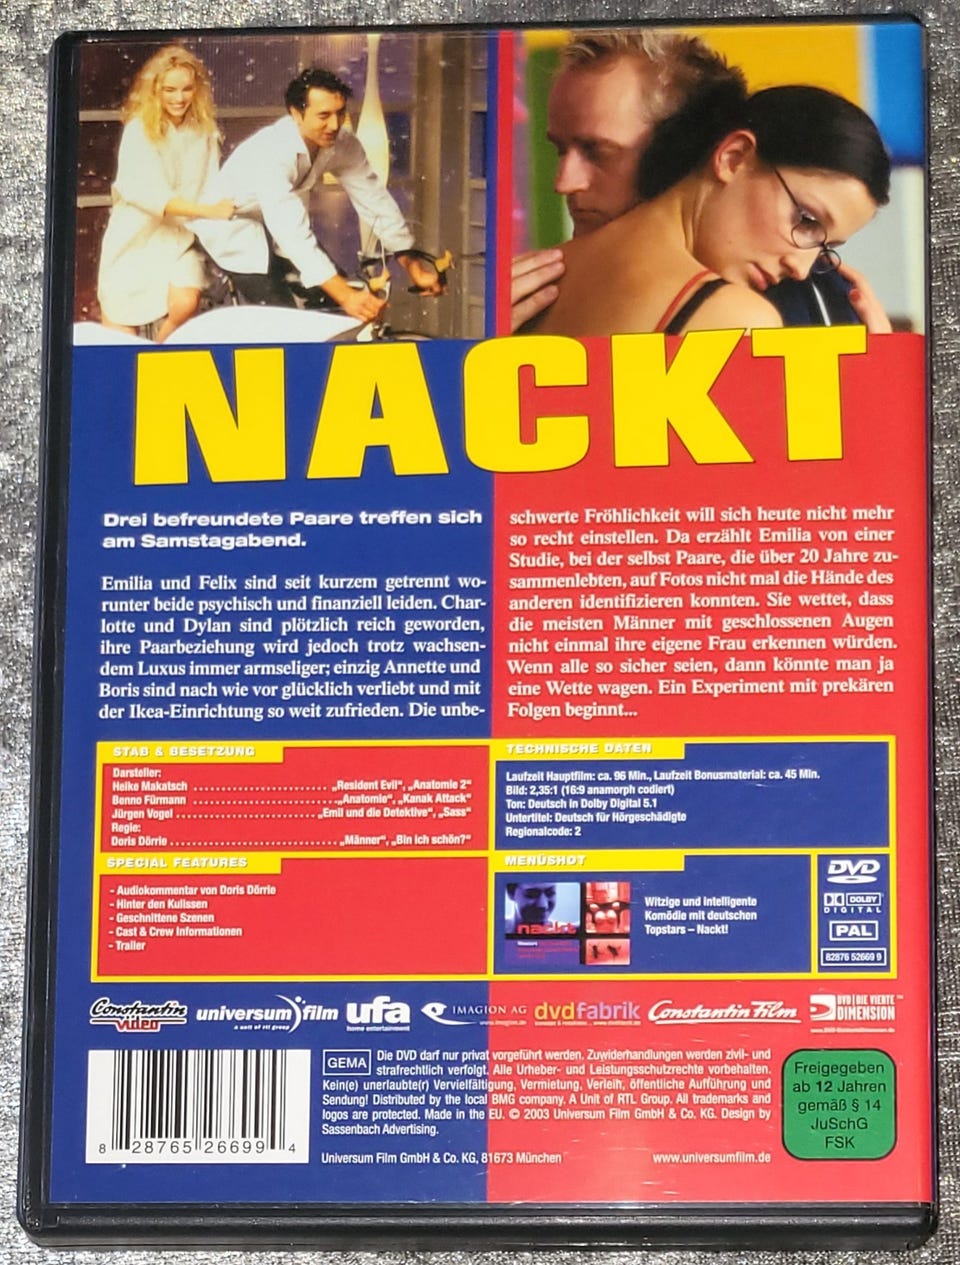 NACKT
Drei befreundete Paare treffen sich
am Samstagabend.
Emilia und Felix sind seit kurzem getrennt wo-
runter beide psychisch und finanziell leiden. Char-
lotte und Dylan sind plötzlich reich geworden,
ihre Paarbeziehung wird jedoch trotz wachsen-
dem Luxus immer armseliger; einzig Annette und
Boris sind nach wie vor glücklich verliebt und mit
der Ikea-Einrichtung so weit zufrieden. Die unbe-
schwerte Fröhlichkeit will sich heute nicht mehr
so recht einstellen. Da erzählt Emilia von einer
Studie, bei der selbst Paare, die über 20 Jahre zu-
sammenlebten, auf Fotos nicht mal die Hände des
anderen identifizieren konnten. Sie wettet, dass
die meisten Männer mit geschlossenen Augen
nicht einmal ihre eigene Frau erkennen würden.
Wenn alle so sicher seien, dann könnte man ja
eine Wette wagen. Ein Experiment mit prekären
Folgen beginnt...
STAB & BESETZUNG
Darsteller:
Heike Makatsch .......................... „Resident Evil“, „Anatomie 2“
Benno Fürmann ............................ „Anatomie“, „Kanak Attack“
Jürgen Vogel ......................... „Emil und die Detektive“, „Sass“
Regie:
Doris Dörrie .............................. „Männer“, „Bin ich schön?“
TECHNISCHE DATEN
Laufzeit Hauptfilm: ca. 96 Min., Laufzeit Bonusmaterial: ca. 45 Min.
Bild: 2,35:1 (16:9 anamorph codiert)
Ton: Deutsch in Dolby Digital 5.1
Untertitel: Deutsch für Hörgeschädigte
Regionalcode: 2
SPECIAL FEATURES
- Audiokommentar von Doris Dörrie
- Hinter den Kulissen
- Geschnittene Szenen
- Cast & Crew Informationen
- Trailer
MENÜSHOT
nackt
Witzige und intelligente
Komödie mit deutschen
Topstars – Nackt!
DVD
VIDEO
DOLBY
DIGITAL
PAL
82876 52669 9
Constantin
video
universum film
a unit of rtl group
ufa
home entertainment
IMAGION AG
www.imagion.de
dvdfabrik
Constantin Film
DVD | DIE VIERTE
DIMENSION
GEMA
Die DVD darf nur privat vorgeführt werden. Zuwiderhandlungen werden zivil- und
strafrechtlich verfolgt. Alle Urheber- und Leistungsschutzrechte vorbehalten.
Kein(e) unerlaubte(r) Vervielfältigung, Vermietung, Verleih, öffentliche Aufführung und
Sendung! Distributed by the local BMG company. A Unit of RTL Group. All trademarks and
logos are protected. Made in the EU. © 2003 Universum Film GmbH & Co. KG. Design by
Sassenbach Advertising.
Universum Film GmbH & Co. KG, 81673 München
www.universumfilm.de
8 28765 26699 4
Freigegeben
ab 12 Jahren
gemäß § 14
JuSchG
FSK